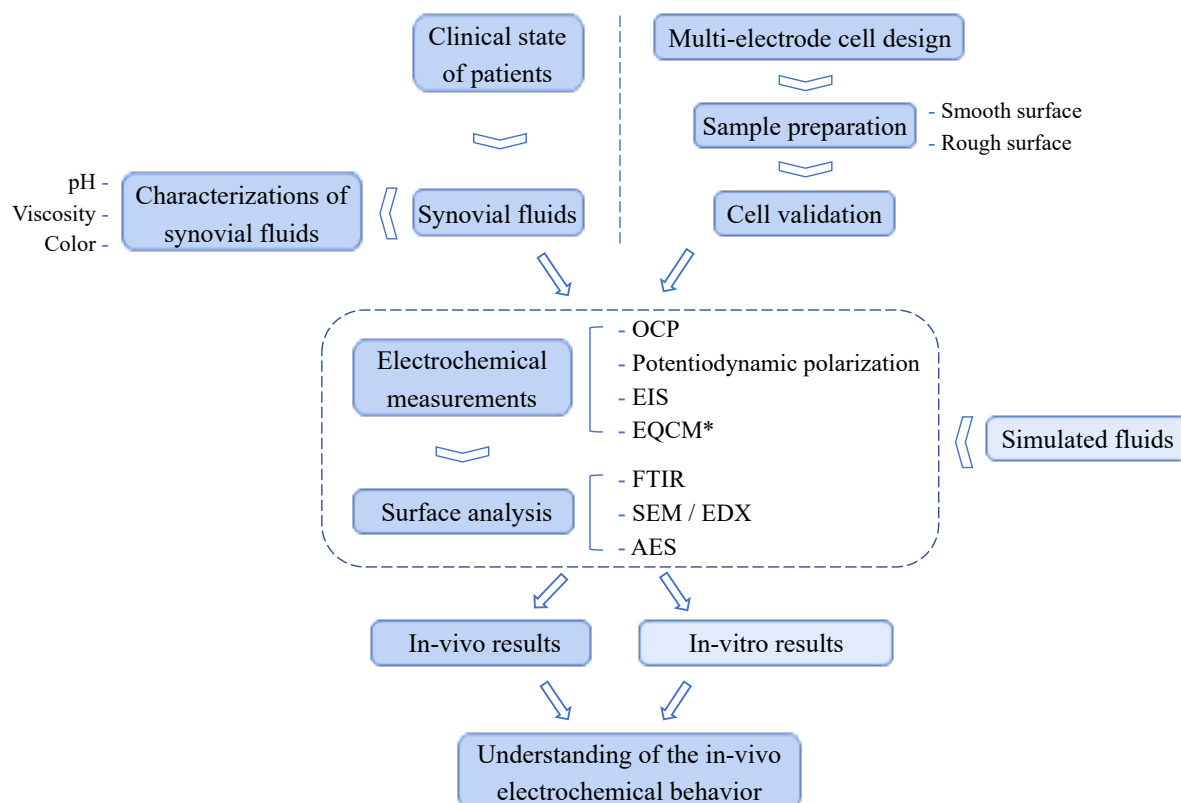 Clinical state
of patients
Multi-electrode cell design
Sample preparation
- Smooth surface
- Rough surface
pH -
Viscosity -
Color -
Characterizations of
synovial fluids
Synovial fluids
Cell validation
Electrochemical
measurements
- OCP
- Potentiodynamic polarization
- EIS
- EQCM*
Simulated fluids
Surface analysis
- FTIR
- SEM / EDX
- AES
In-vivo results
In-vitro results
Understanding of the in-vivo
electrochemical behavior